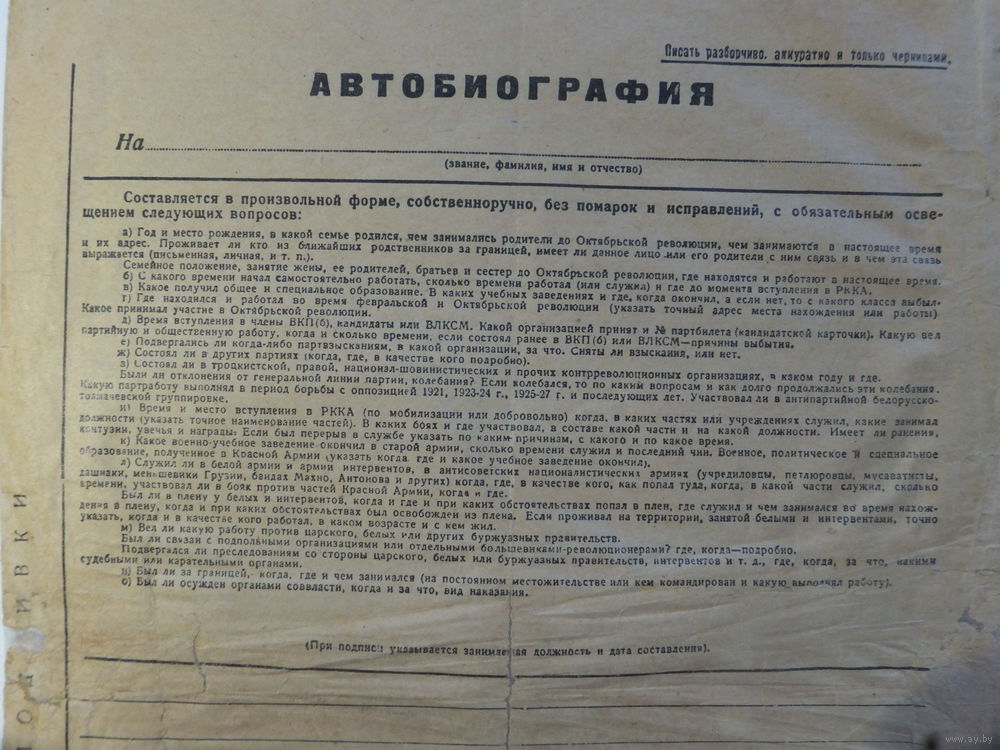 Писать разборчиво, аккуратно и только чернилами.
АВТОБИОГРАФИЯ
На
(звание, фамилия, имя и отчество)
Составляется в произвольной форме, собственноручно, без помарок и исправлений, с обязательным осве-
щением следующих вопросов:
а) Год и место рождения, в какой семье родился, чем занимались родители до Октябрьской революции, чем занимаются в настоящее время
и их адрес. Проживает ли кто из ближайших родственников за границей, имеет ли данное лицо или его родители с ним связь и в чем эта связь
выражается (письменная, личная, и т. п.).
Семейное положение, занятие жены, ее родителей, братьев и сестер до Октябрьской революции, где находятся и работают в настоящее время.
б) С какого времени начал самостоятельно работать, сколько времени работал (или служил) и где до момента вступления в РККА.
в) Какое получил общее и специальное образование. В каких учебных заведениях и где, когда окончил, а если нет, то с какого класса выбыл.
г) Где находился и работал во время февральской и Октябрьской революции (указать точный адрес места нахождения или работы)
Какое принимал участие в Октябрьской революции.
д) Время вступления в члены ВКП(б), кандидаты или ВЛКСМ. Какой организацией принят и № партбилета (кандидатской карточки). Какую вел
партийную и общественную работу, когда и сколько времени, если состоял ранее в ВКП(б) или ВЛКСМ—причины выбытия.
е) Подвергались ли когда-либо партвзысканиям, в какой организации, за что. Сняты ли взыскания, или нет.
ж) Состоял ли в других партиях (когда, где, в качестве кого подробно).
з) Состоял ли в троцкистской, правой, национал-шовинистических и прочих контрреволюционных организациях, в каком году и где.
Были ли отклонения от генеральной линии партии, колебания? Если колебался, то по каким вопросам и как долго продолжались эти колебания.
Какую партработу выполнял в период борьбы с оппозицией 1921, 1923-24 г., 1925-27 г. и последующих лет. Участвовал ли в антипартийной белорусско-
толмачевской группировке.
и) Время и место вступления в РККА (по мобилизации или добровольно) когда, в каких частях или учреждениях служил, какие занимал
должности (указать точное наименование частей). В каких боях и где участвовал, в составе какой части и на какой должности. Имеет ли ранения,
контузии, увечья и награды. Если был перерыв в службе указать по каким причинам, с какого и по какое время.
к) Какое военно-учебное заведение окончил в старой армии, сколько времени служил и последний чин. Военное, политическое и специальное
образование, полученное в Красной Армии (указать когда, где и какое учебное заведение окончил).
л) Служил ли в белой армии и армии интервентов, в антисоветских националистических армиях (учредиловцы, петлюровцы, мусаватисты,
дашнаки, меньшевики Грузии, бандах Махно, Антонова и других) когда, где, в качестве кого, как попал туда, когда, в какой части служил, сколько
времени, участвовал ли в боях против частей Красной Армии, когда и где.
Был ли в плену у белых и интервентов, когда и где и при каких обстоятельствах попал в плен, где служил и чем занимался во время нахож-
дения в плену, когда и при каких обстоятельствах был освобожден из плена. Если проживал на территории, занятой белыми и интервентами, точно
указать, когда и в качестве кого работал, в каком возрасте и с кем жил.
м) Вел ли какую работу против царского, белых или других буржуазных правительств.
Был ли связан с подпольными организациями или отдельными большевиками-революционерами? где, когда—подробно.
Подвергался ли преследованиям со стороны царского, белых или буржуазных правительств, интервентов и т. д., где, когда, за что, какими
судебными или карательными органами.
н) Был ли за границей, когда, где и чем занимался (на постоянном местожительстве или кем командирован и какую выполнял работу).
о) Был ли осужден органами соввласти, когда и за что, вид наказания.
(При подписи указывается занимаемая должность и дата составления).
www.ay.by